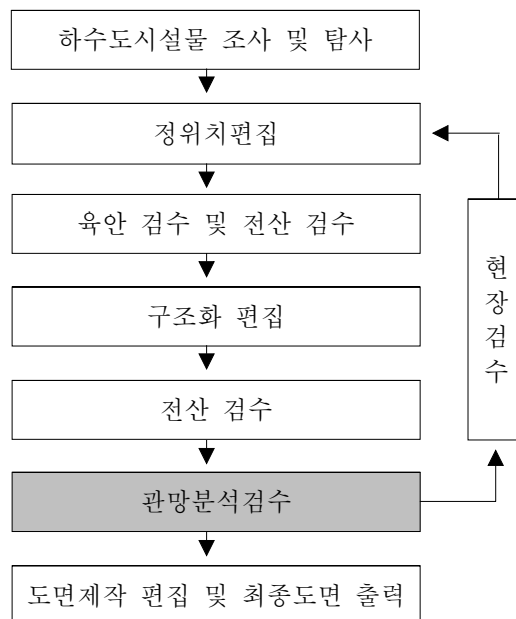 하수도시설물 조사 및 탐사
정위치편집
육안 검수 및 전산 검수
구조화 편집
전산 검수
관망분석검수
도면제작 편집 및 최종도면 출력
현
장
검
수